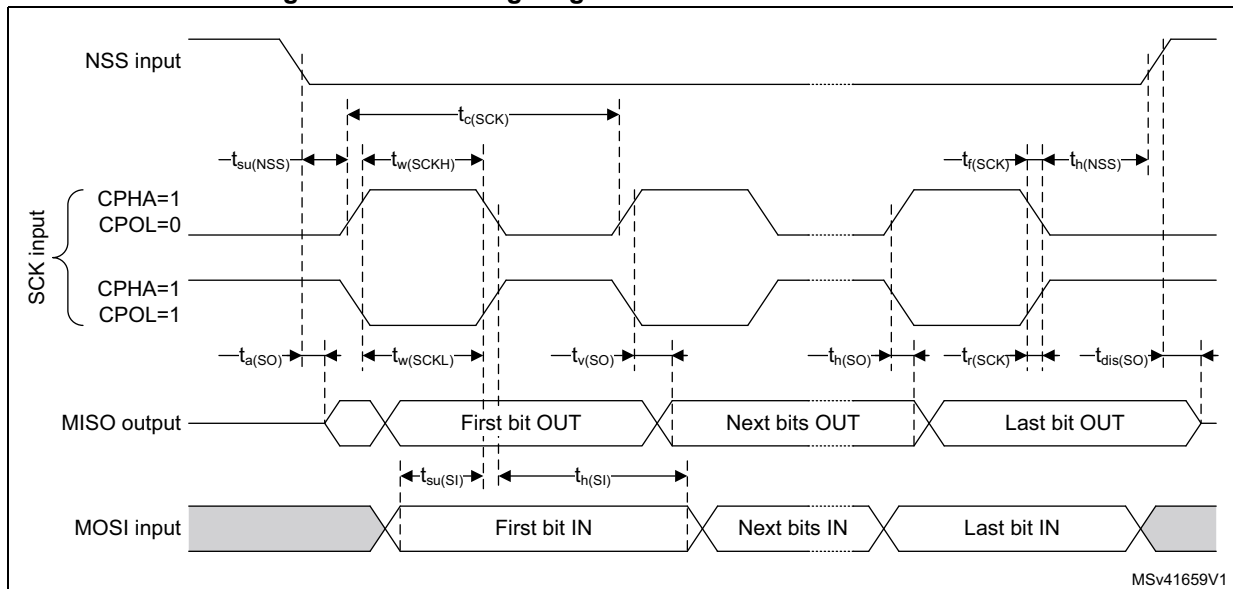 NSS input
tc(SCK)
tsu(NSS) tw(SCKH) tf(SCK) th(NSS)
SCK input
CPHA=1
CPOL=0
CPHA=1
CPOL=1
ta(SO) tw(SCKL) tv(SO) th(SO) tr(SCK) tdis(SO)
MISO output First bit OUT Next bits OUT Last bit OUT
tsu(SI) th(SI)
MOSI input First bit IN Next bits IN Last bit IN
MSv41659V1